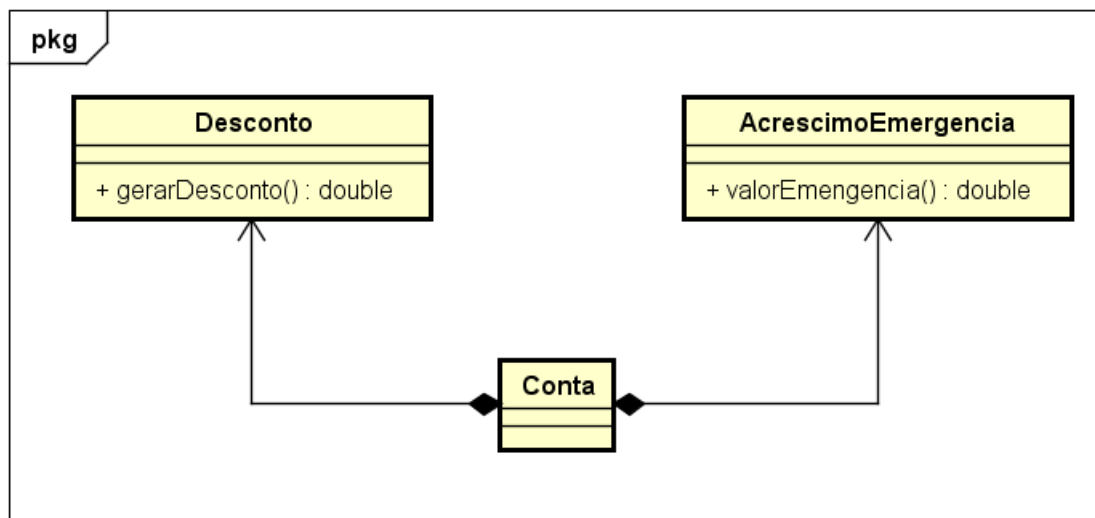 pkg
Desconto
+ gerarDesconto() : double
AcrescimoEmergencia
+ valorEmengencia() : double
Conta